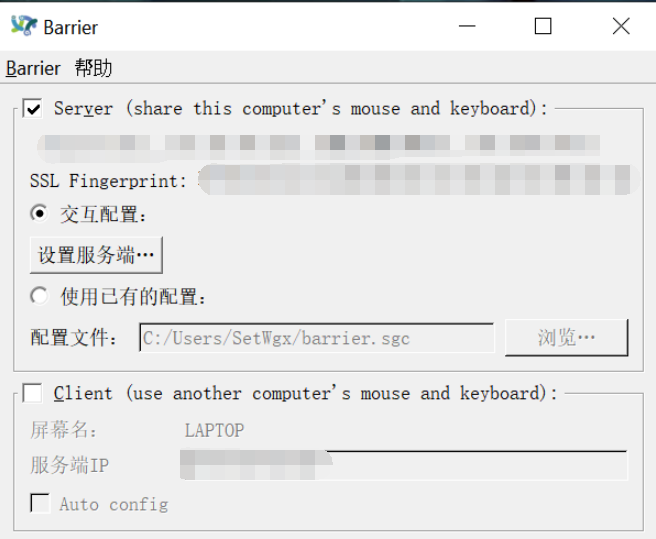 Barrier
Barrier 帮助
Server (share this computer's mouse and keyboard):
SSL Fingerprint:
交互配置:
设置服务端…
使用已有的配置:
配置文件: C:/Users/SetWgx/barrier.sgc 浏览…
Client (use another computer's mouse and keyboard):
屏幕名: LAPTOP
服务端IP
Auto config